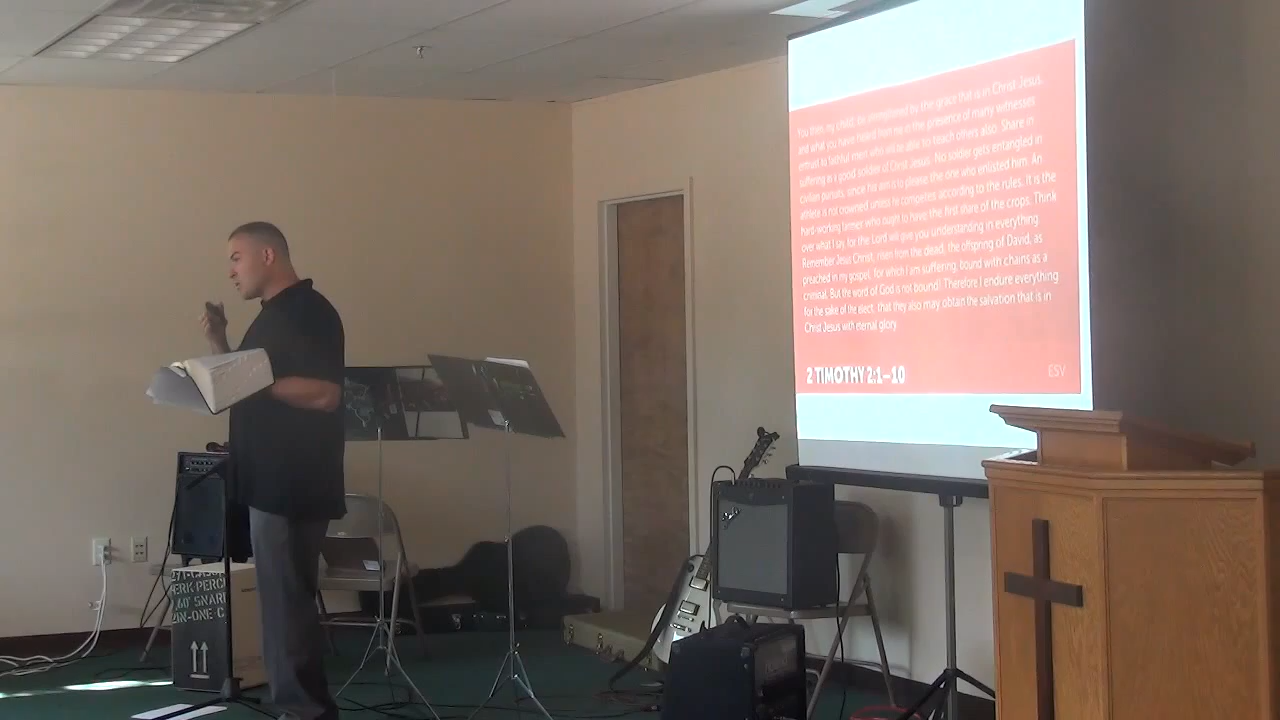 You then, my child, be strengthened by the grace that is in Christ Jesus,
and what you have heard from me in the presence of many witnesses
entrust to faithful men who will be able to teach others also. Share in
suffering as a good soldier of Christ Jesus. No soldier gets entangled in
civilian pursuits, since his aim is to please the one who enlisted him. An
athlete is not crowned unless he competes according to the rules. It is the
hard-working farmer who ought to have the first share of the crops. Think
over what I say, for the Lord will give you understanding in everything.
Remember Jesus Christ, risen from the dead, the offspring of David, as
preached in my gospel, for which I am suffering, bound with chains as a
criminal. But the word of God is not bound! Therefore I endure everything
for the sake of the elect, that they also may obtain the salvation that is in
Christ Jesus with eternal glory.
2 TIMOTHY 2:1–10
ESV
Fender